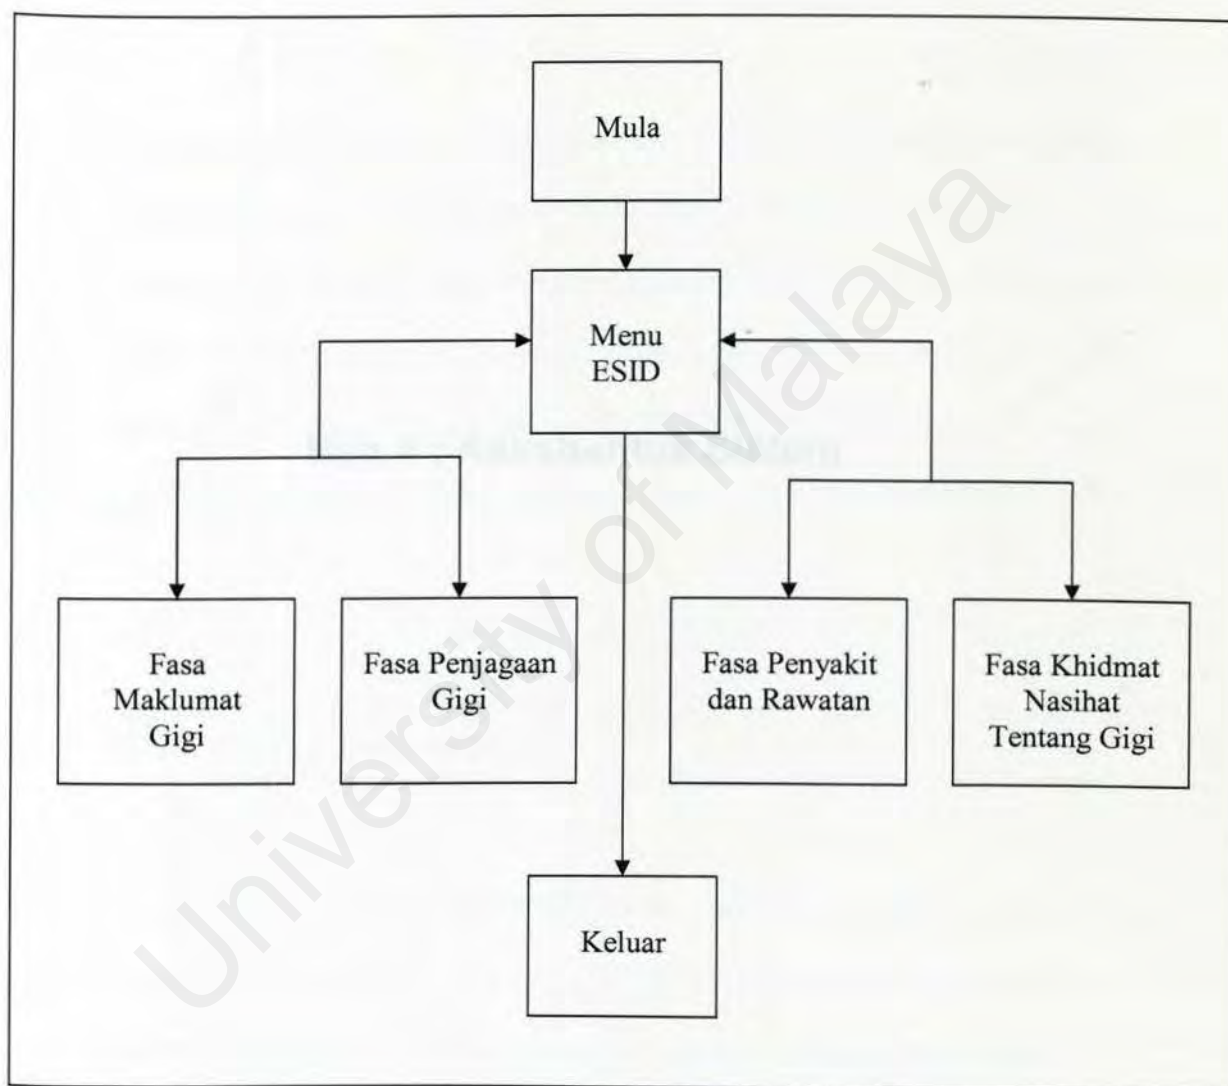 Mula
Menu
ESID
Fasa
Maklumat
Gigi
Fasa Penjagaan
Gigi
Fasa Penyakit
dan Rawatan
Fasa Khidmat
Nasihat
Tentang Gigi
Keluar
University of Malaya